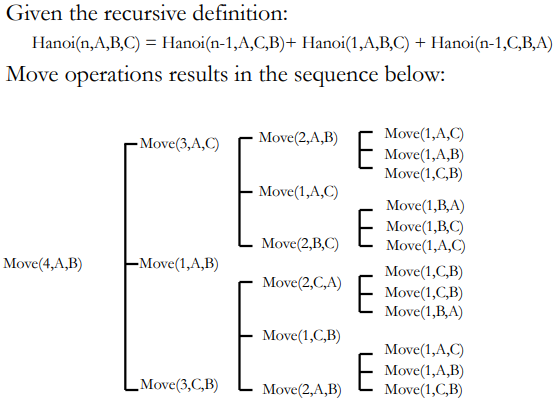 Given the recursive definition:
Hanoi(n,A,B,C) = Hanoi(n-1,A,C,B)+ Hanoi(1,A,B,C) + Hanoi(n-1,C,B,A)
Move operations results in the sequence below:
Move(4,A,B)
Move(3,A,C)
Move(1,A,B)
Move(3,C,B)
Move(2,A,B)
Move(1,A,C)
Move(2,B,C)
Move(2,C,A)
Move(1,C,B)
Move(2,A,B)
Move(1,A,C)
Move(1,A,B)
Move(1,C,B)
Move(1,B,A)
Move(1,B,C)
Move(1,A,C)
Move(1,C,B)
Move(1,C,B)
Move(1,B,A)
Move(1,A,C)
Move(1,A,B)
Move(1,C,B)